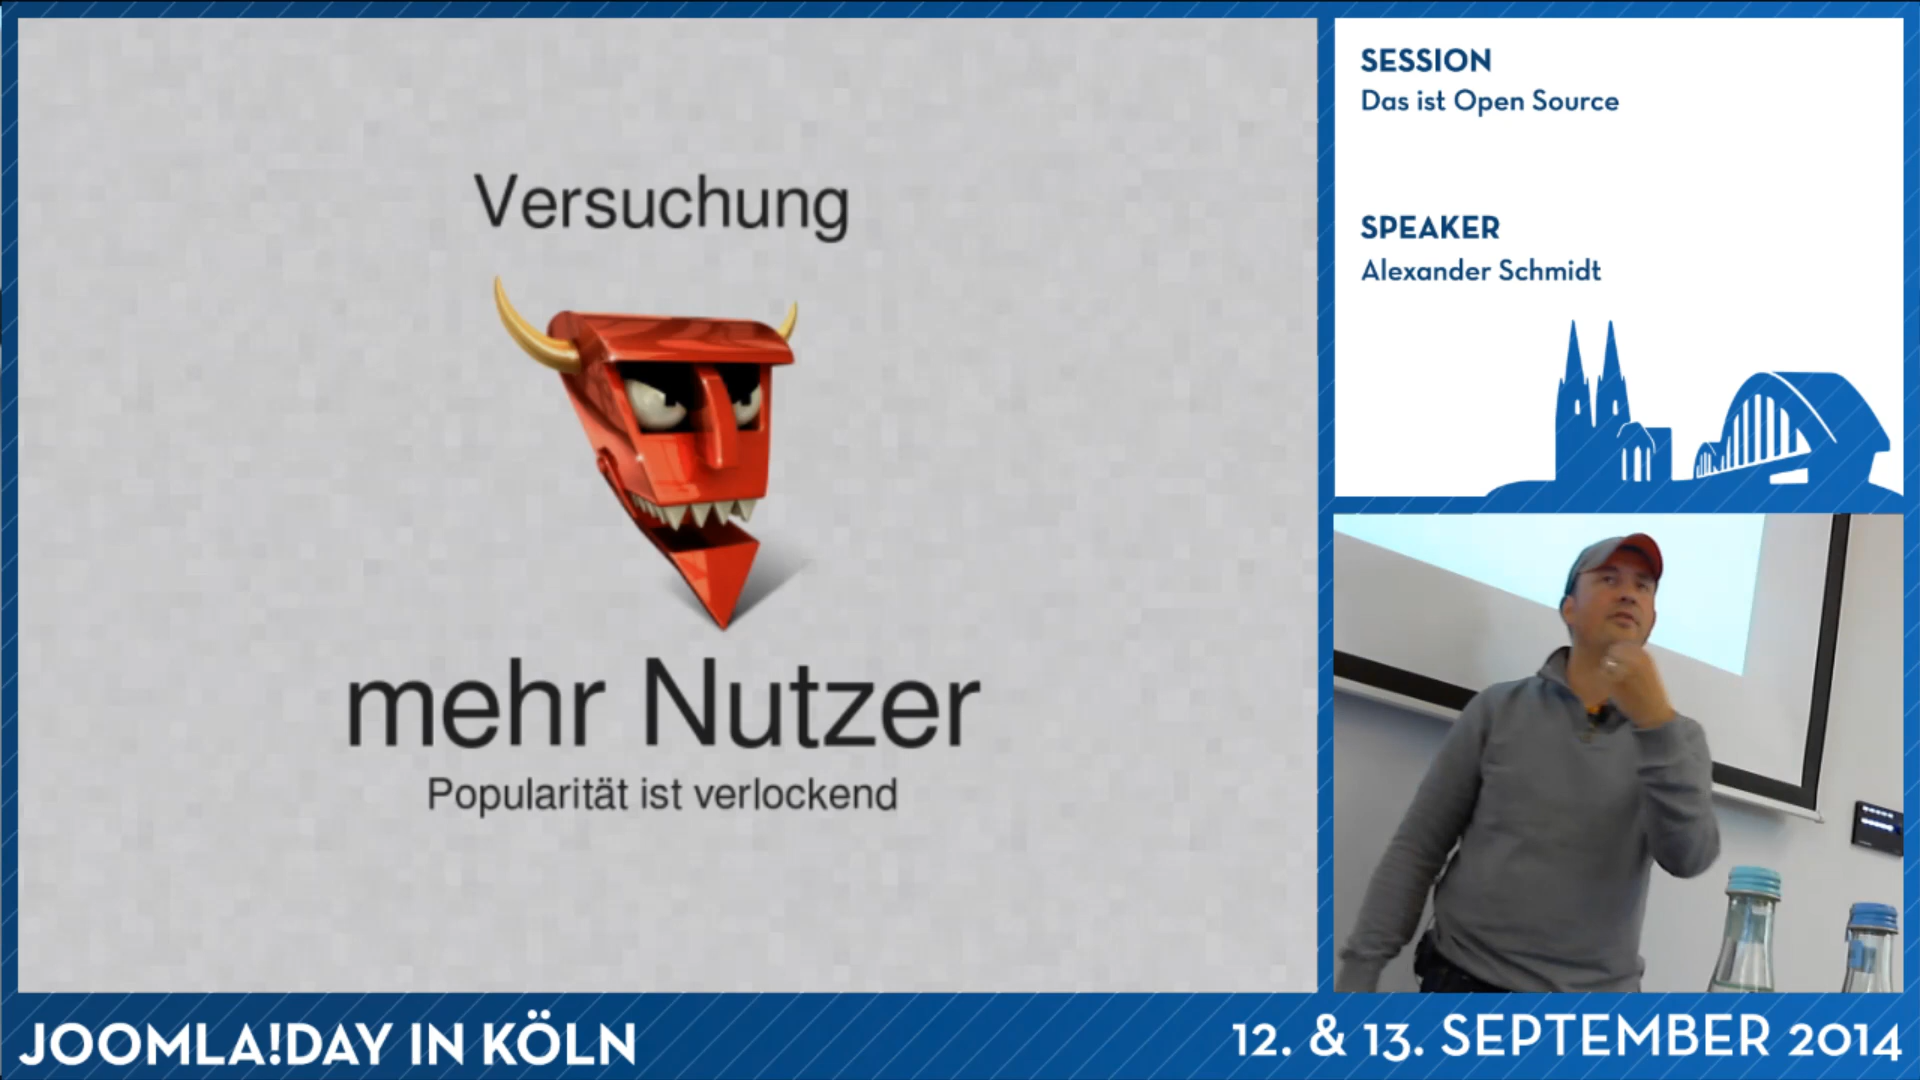 Versuchung
mehr Nutzer
Popularität ist verlockend
SESSION
Das ist Open Source
SPEAKER
Alexander Schmidt
JOOMLA!DAY IN KÖLN
12. & 13. SEPTEMBER 2014